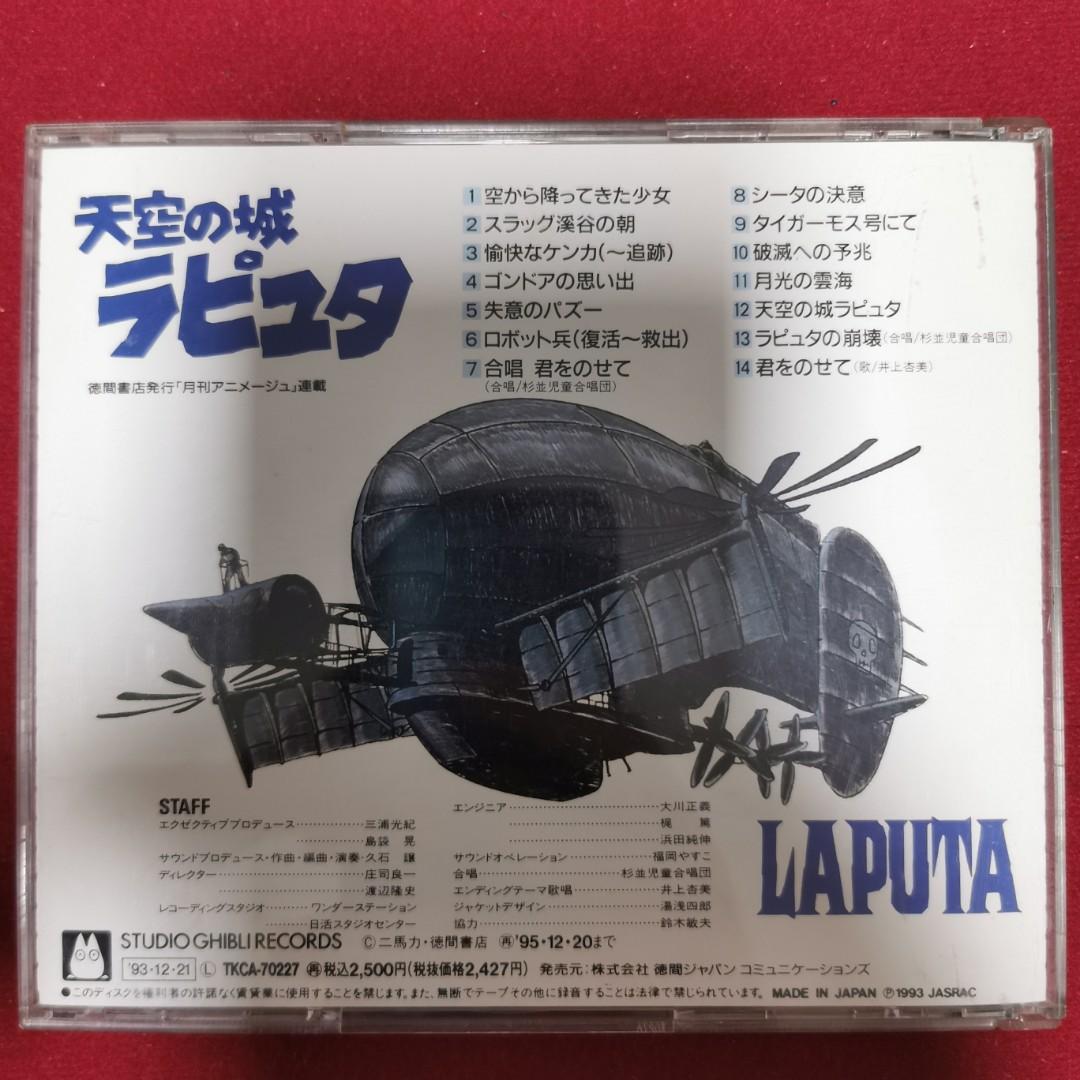 天空の城
ラピュタ
徳間書店発行「月刊アニメージュ」連載
1 空から降ってきた少女
2 スラッグ溪谷の朝
3 愉快なケンカ(〜追跡)
4 ゴンドアの思い出
5 失意のパズー
6 ロボット兵(復活〜救出)
7 合唱 君をのせて
(合唱/杉並児童合唱団)
8 シータの決意
9 タイガーモス号にて
10 破滅への予兆
11 月光の雲海
12 天空の城ラピュタ
13 ラピュタの崩壊(合唱/杉並児童合唱団)
14 君をのせて(歌/井上杏美)
STAFF
エクゼクティブプロデュース‥‥‥‥‥三浦光紀
‥‥‥‥‥島袋 晃
サウンドプロデュース・作曲・編曲・演奏・久石 譲
ディレクター‥‥‥‥‥庄司良一
‥‥‥‥‥渡辺隆史
レコーディングスタジオ‥‥‥‥‥ワンダーステーション
‥‥‥‥‥日活スタジオセンター
エンジニア‥‥‥‥‥大川正義
‥‥‥‥‥梶 篤
‥‥‥‥‥浜田純伸
サウンドオペレーション‥‥‥‥‥福岡やすこ
合唱‥‥‥‥‥杉並児童合唱団
エンディングテーマ歌唱‥‥‥‥‥井上杏美
ジャケットデザイン‥‥‥‥‥湯浅四郎
協力‥‥‥‥‥鈴木敏夫
LAPUTA
STUDIO GHIBLI RECORDS Ⓒ二馬力・徳間書店 ㊢'95・12・20まで
'93・12・21 Ⓛ TKCA-70227 ㊢税込2,500円(税抜価格2,427円) 発売元:株式会社 徳間ジャパン コミュニケーションズ
●このディスクを権利者の許諾なく賃貸業に使用することを禁じます。また、無断でテープその他に録音することは法律で禁じられています。 MADE IN JAPAN Ⓟ1993 JASRAC